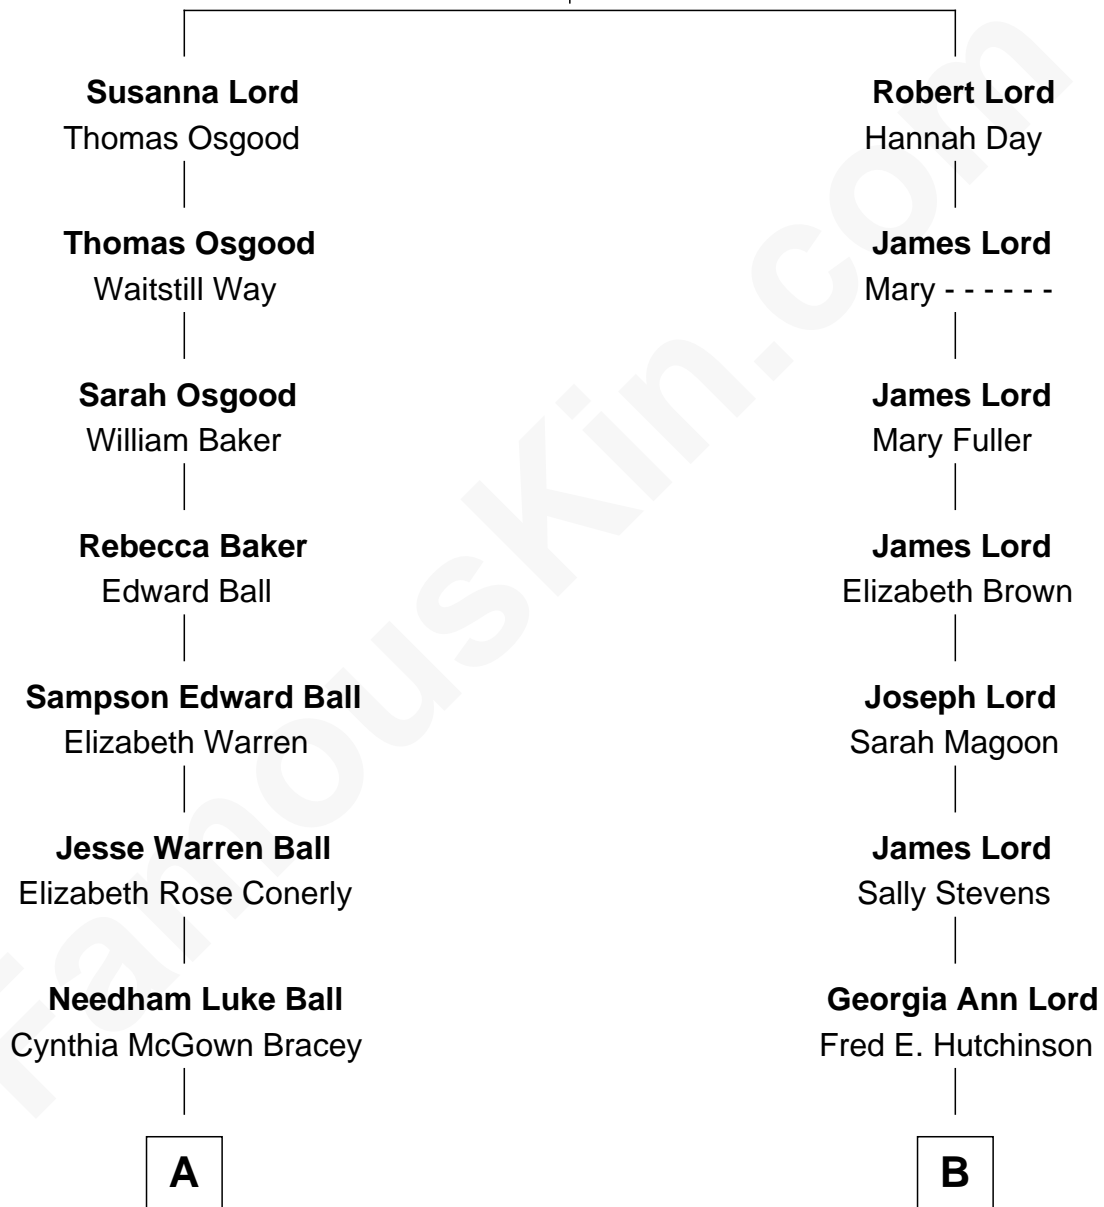 Susanna Lord
Thomas Osgood
Thomas Osgood
Waitstill Way
Sarah Osgood
William Baker
Rebecca Baker
Edward Ball
Sampson Edward Ball
Elizabeth Warren
Jesse Warren Ball
Elizabeth Rose Conerly
Needham Luke Ball
Cynthia McGown Bracey
A
Robert Lord
Hannah Day
James Lord
Mary - - - - - -
James Lord
Mary Fuller
James Lord
Elizabeth Brown
Joseph Lord
Sarah Magoon
James Lord
Sally Stevens
Georgia Ann Lord
Fred E. Hutchinson
B
FamousKin.com